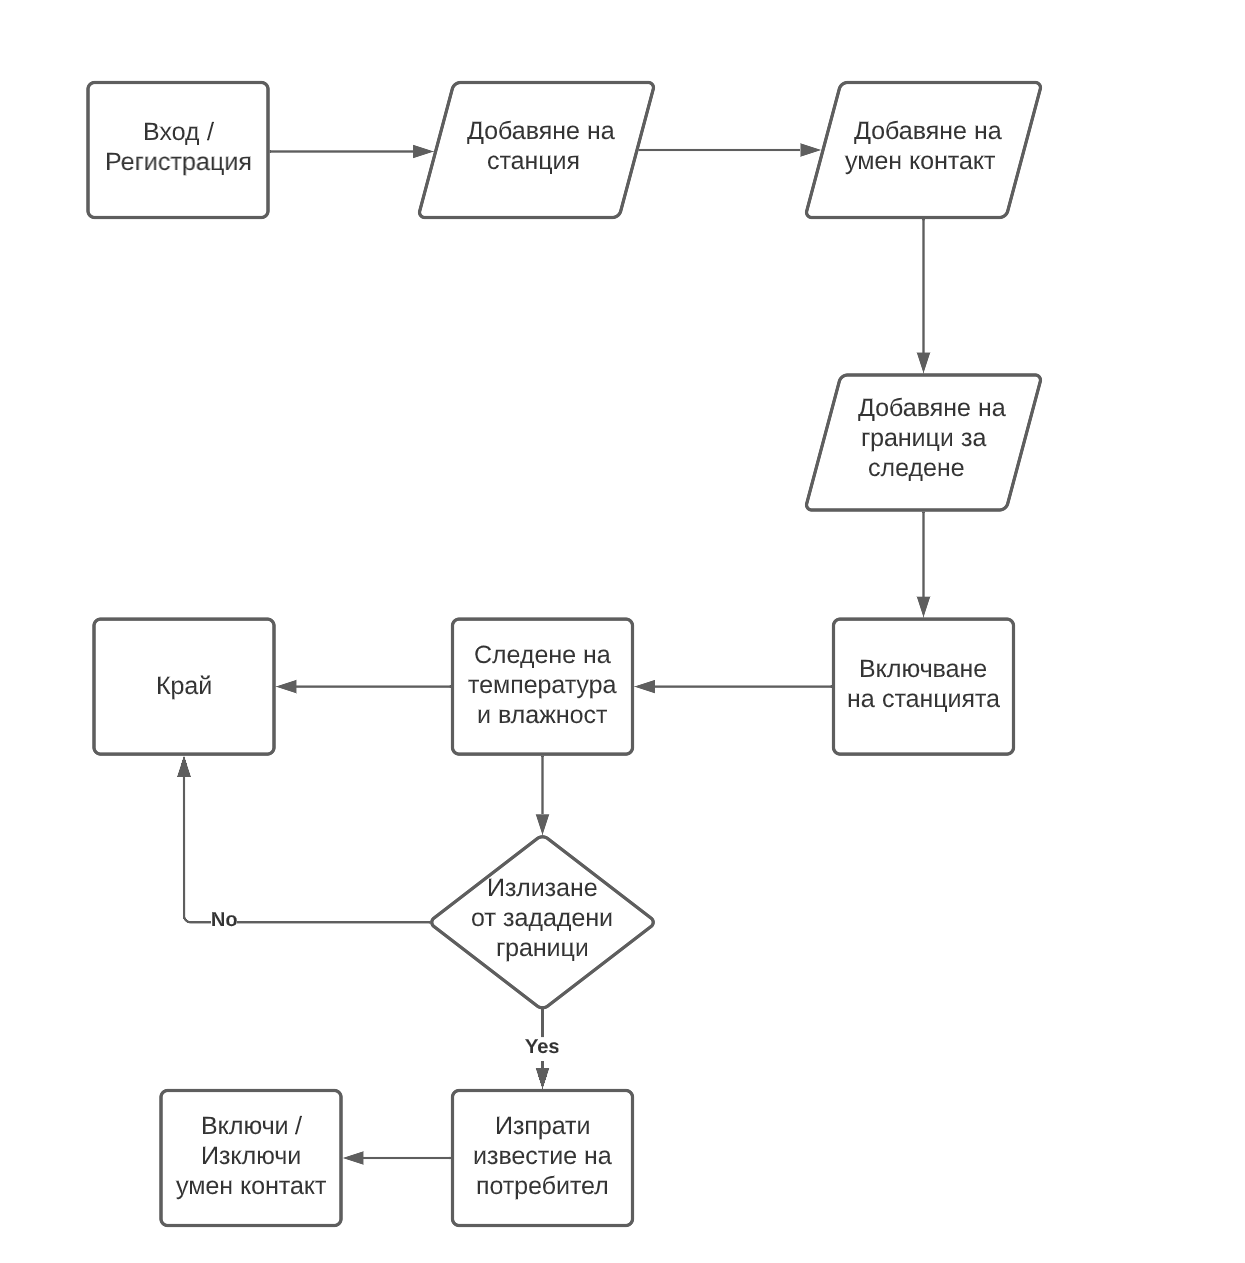 Вход /
Регистрация
Добавяне на
станция
Добавяне на
умен контакт
Добавяне на
граници за
следене
Включване
на станцията
Следене на
температура
и влажност
Край
Излизане
от зададени
граници
No
Yes
Изпрати
известие на
потребител
Включи /
Изключи
умен контакт